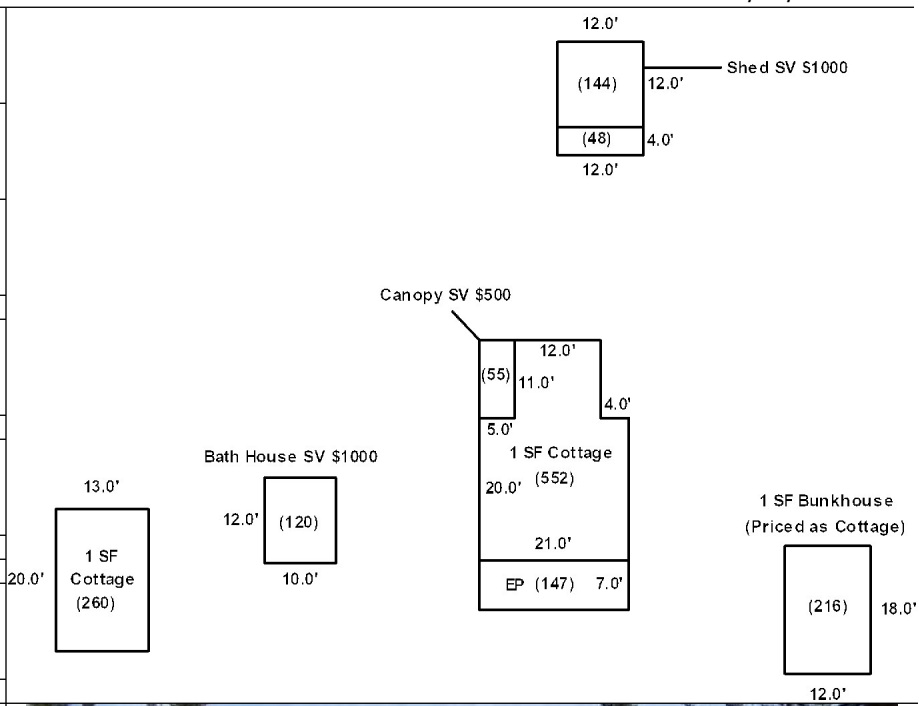 12.0'
Shed SV $1000
(144)
12.0'
(48)
4.0'
12.0'
Canopy SV $500
12.0'
(55)
11.0'
4.0'
5.0'
1 SF Cottage
(552)
20.0'
21.0'
EP (147)
7.0'
Bath House SV $1000
12.0'
(120)
10.0'
13.0'
1 SF
Cottage
(260)
20.0'
1 SF Bunkhouse
(Priced as Cottage)
(216)
18.0'
12.0'